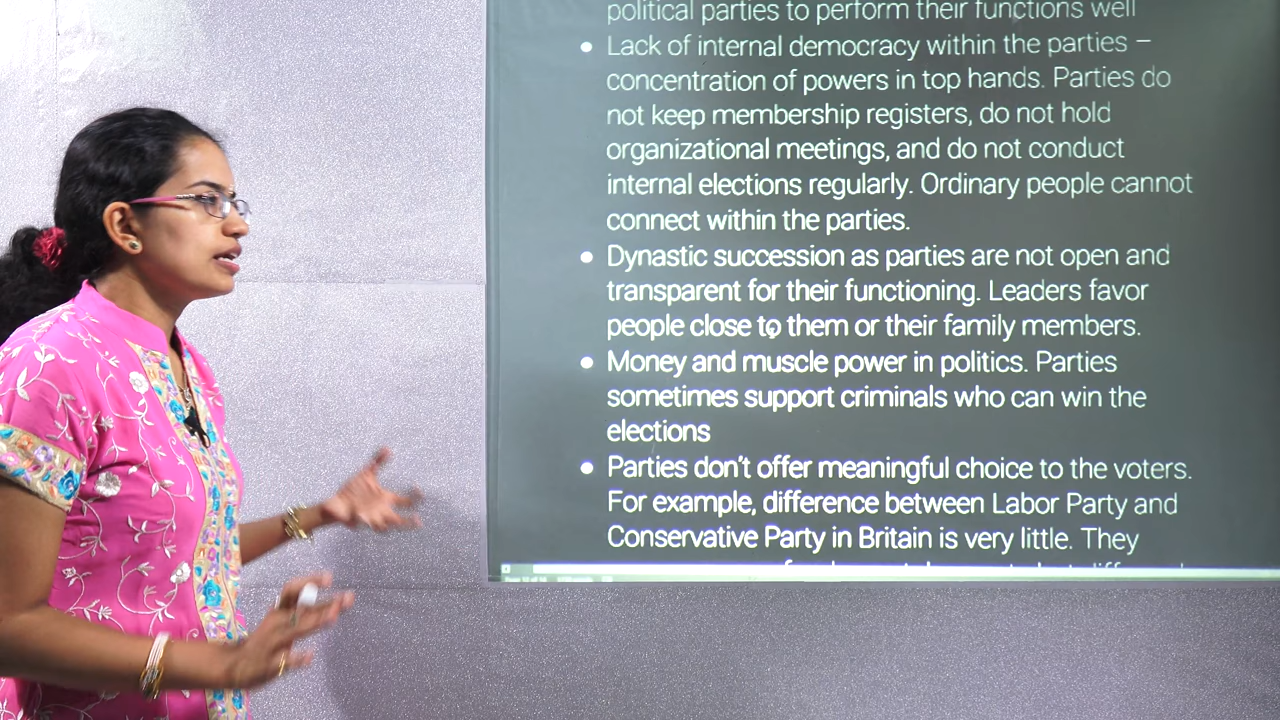 political parties to perform their functions well
• Lack of internal democracy within the parties –
concentration of powers in top hands. Parties do
not keep membership registers, do not hold
organizational meetings, and do not conduct
internal elections regularly. Ordinary people cannot
connect within the parties.
• Dynastic succession as parties are not open and
transparent for their functioning. Leaders favor
people close to them or their family members.
• Money and muscle power in politics. Parties
sometimes support criminals who can win the
elections
• Parties don't offer meaningful choice to the voters.
For example, difference between Labor Party and
Conservative Party in Britain is very little. They